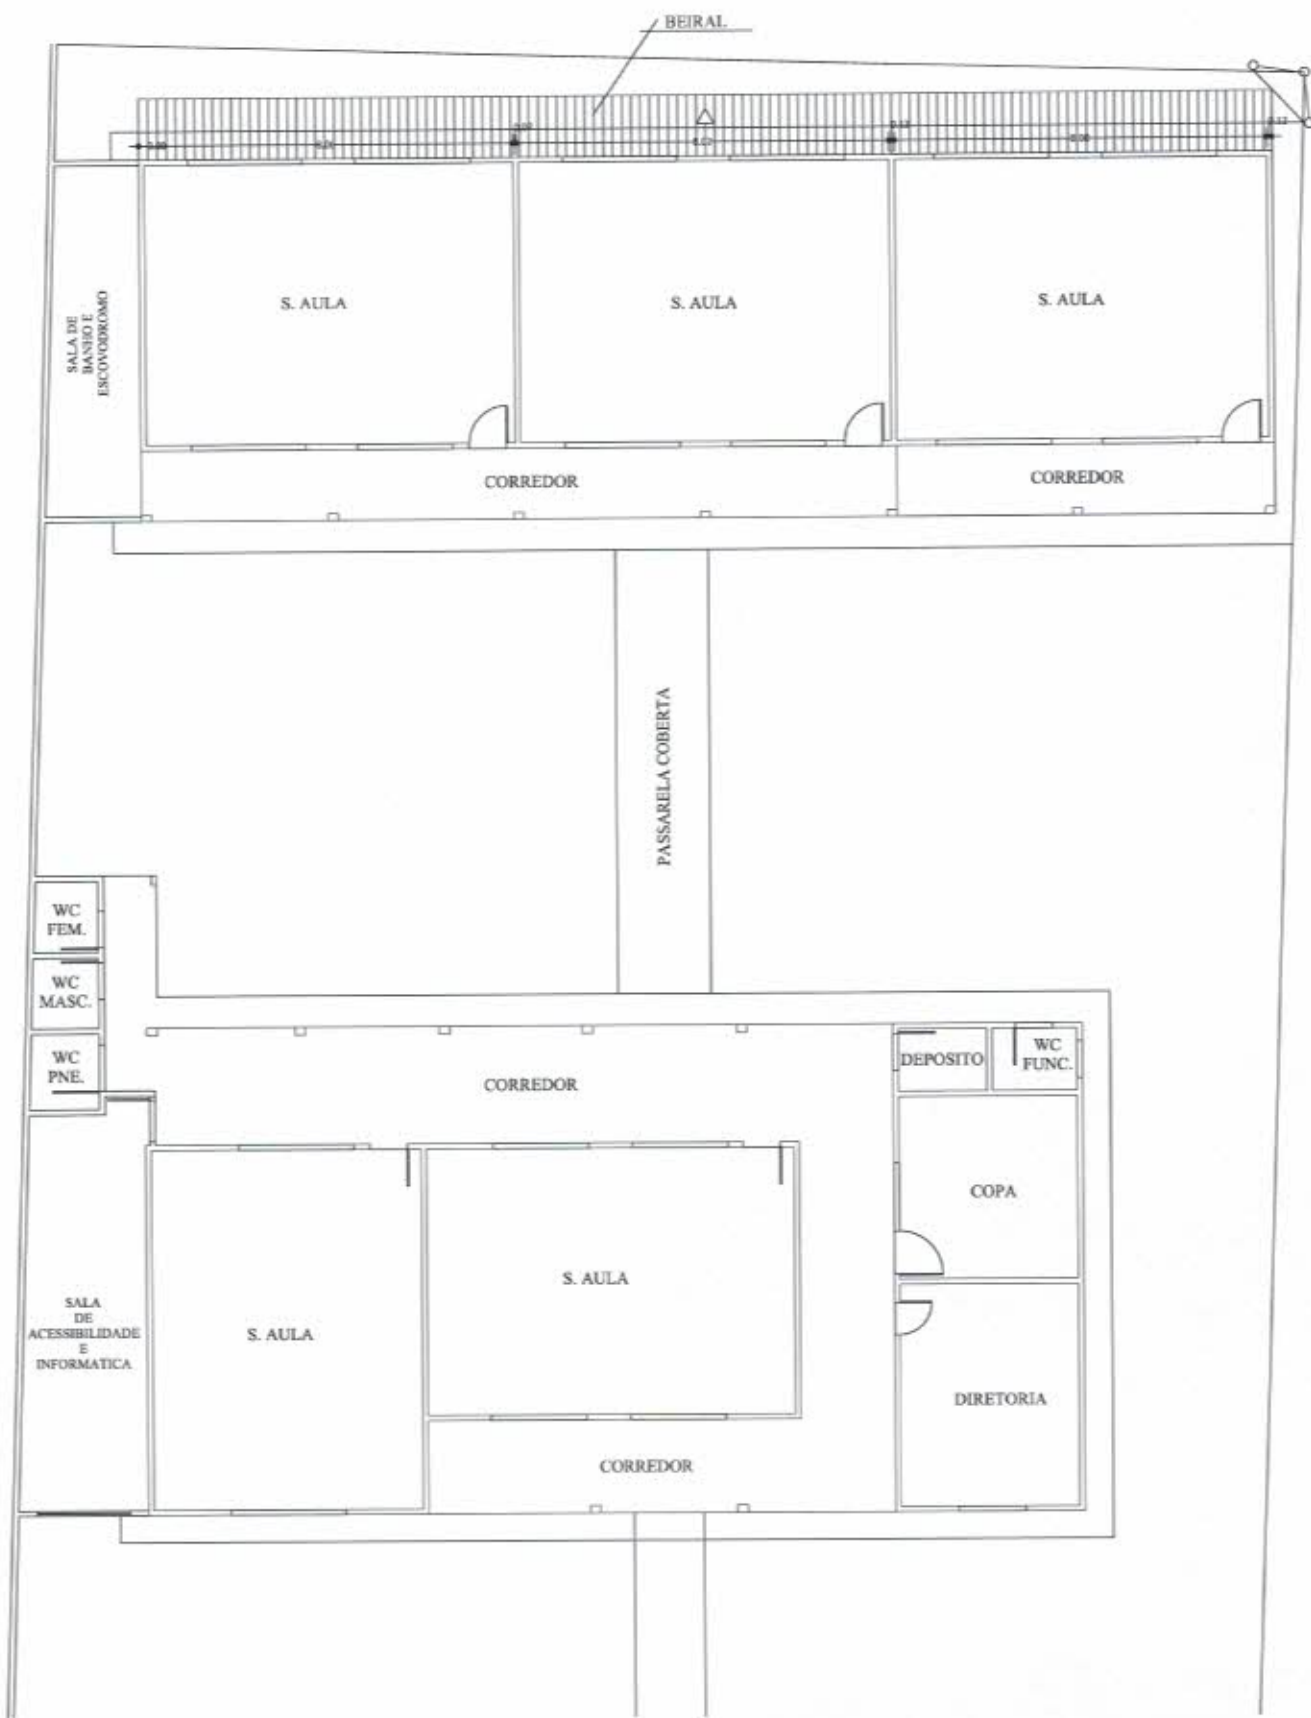 BEIRAL
S. AULA
S. AULA
S. AULA
SALA DE
BANHO E
ESCOVODROMO
CORREDOR
CORREDOR
PASSARELA COBERTA
WC
FEM.
WC
MASC.
WC
PNE.
CORREDOR
DEPOSITO
WC
FUNC.
COPA
S. AULA
S. AULA
SALA
DE
ACESSIBILIDADE
E
INFORMATICA
DIRETORIA
CORREDOR